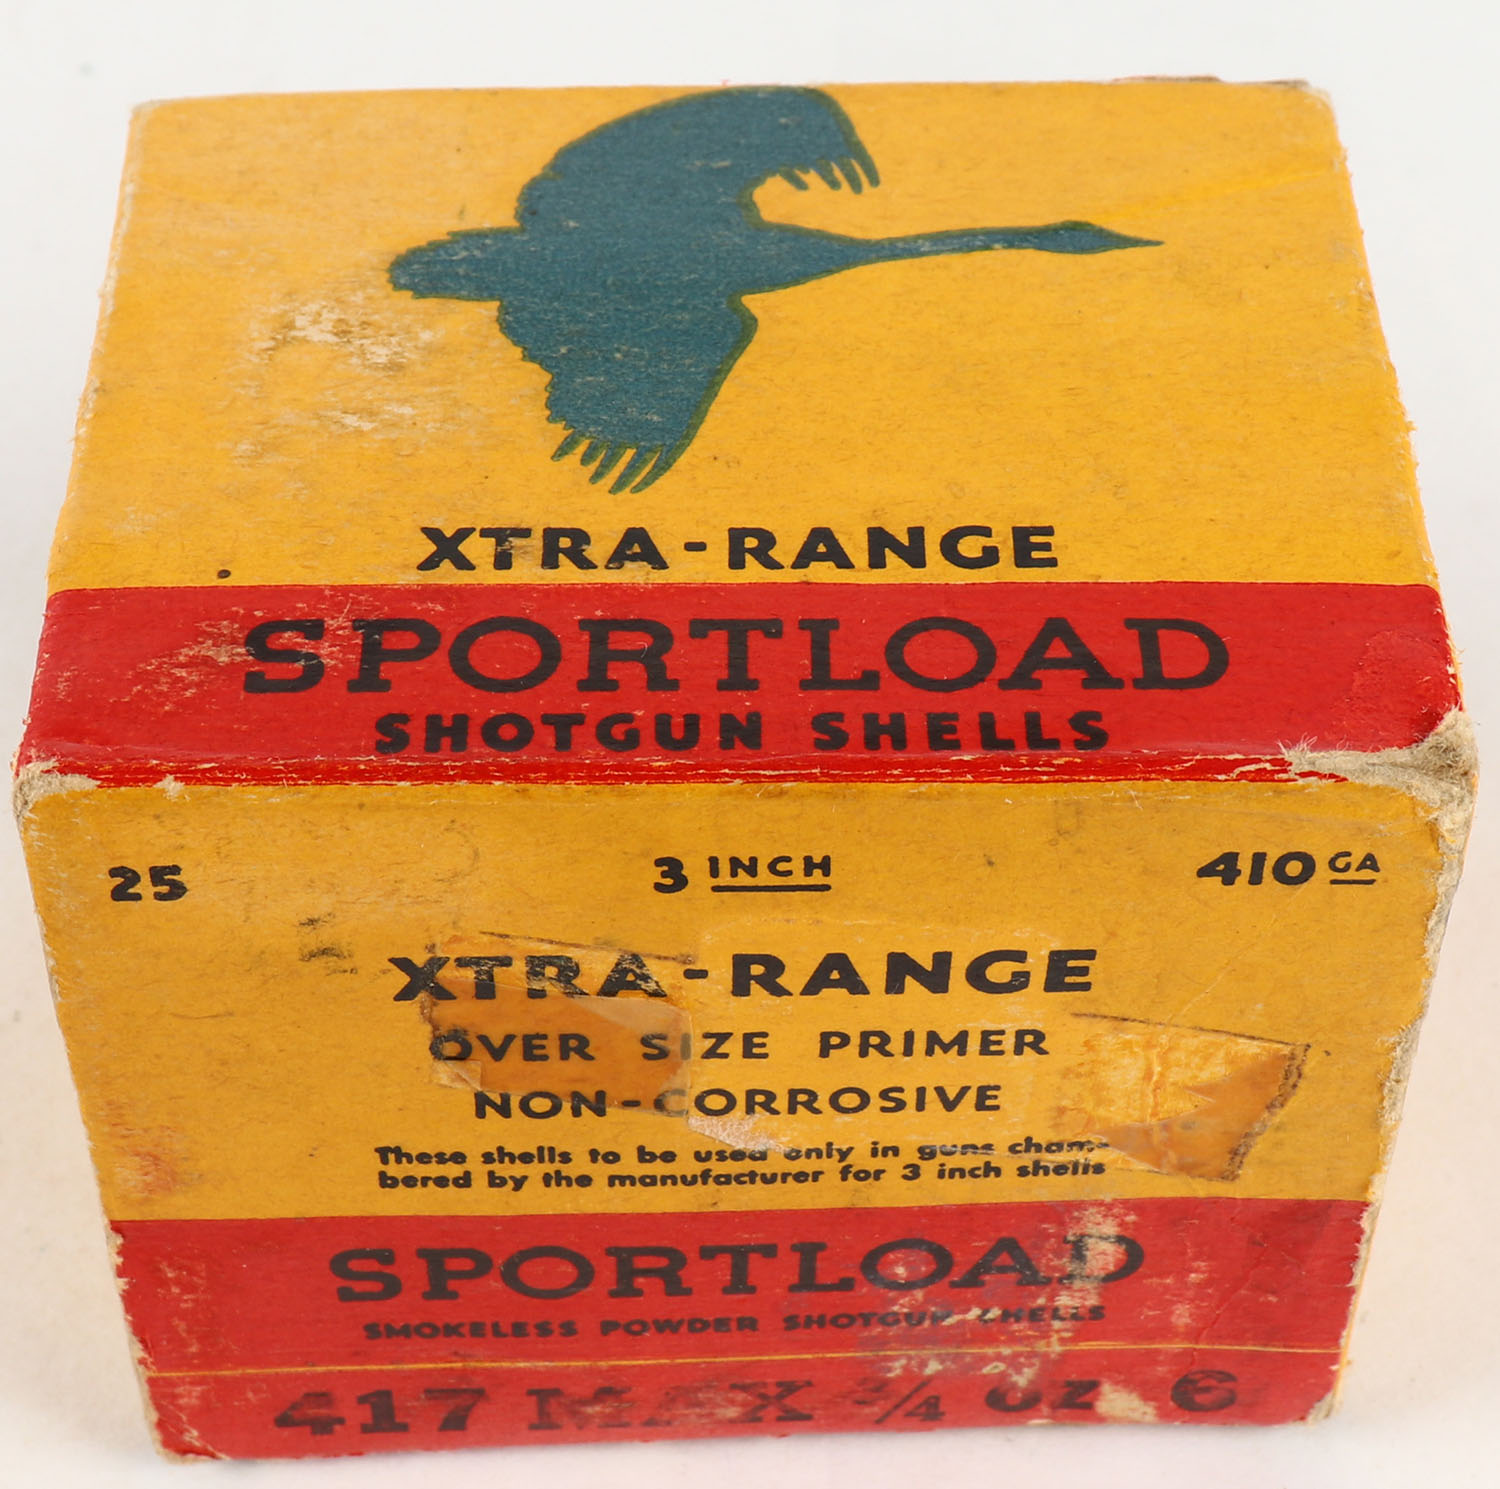 XTRA-RANGE
SPORTLOAD
SHOTGUN SHELLS
25 3 INCH 410 GA
XTRA-RANGE
OVER SIZE PRIMER
NON-CORROSIVE
These shells to be used only in guns cham-
bered by the manufacturer for 3 inch shells
SPORTLOAD
SMOKELESS POWDER SHOTGUN SHELLS
417 MAX 3/4 OZ 6